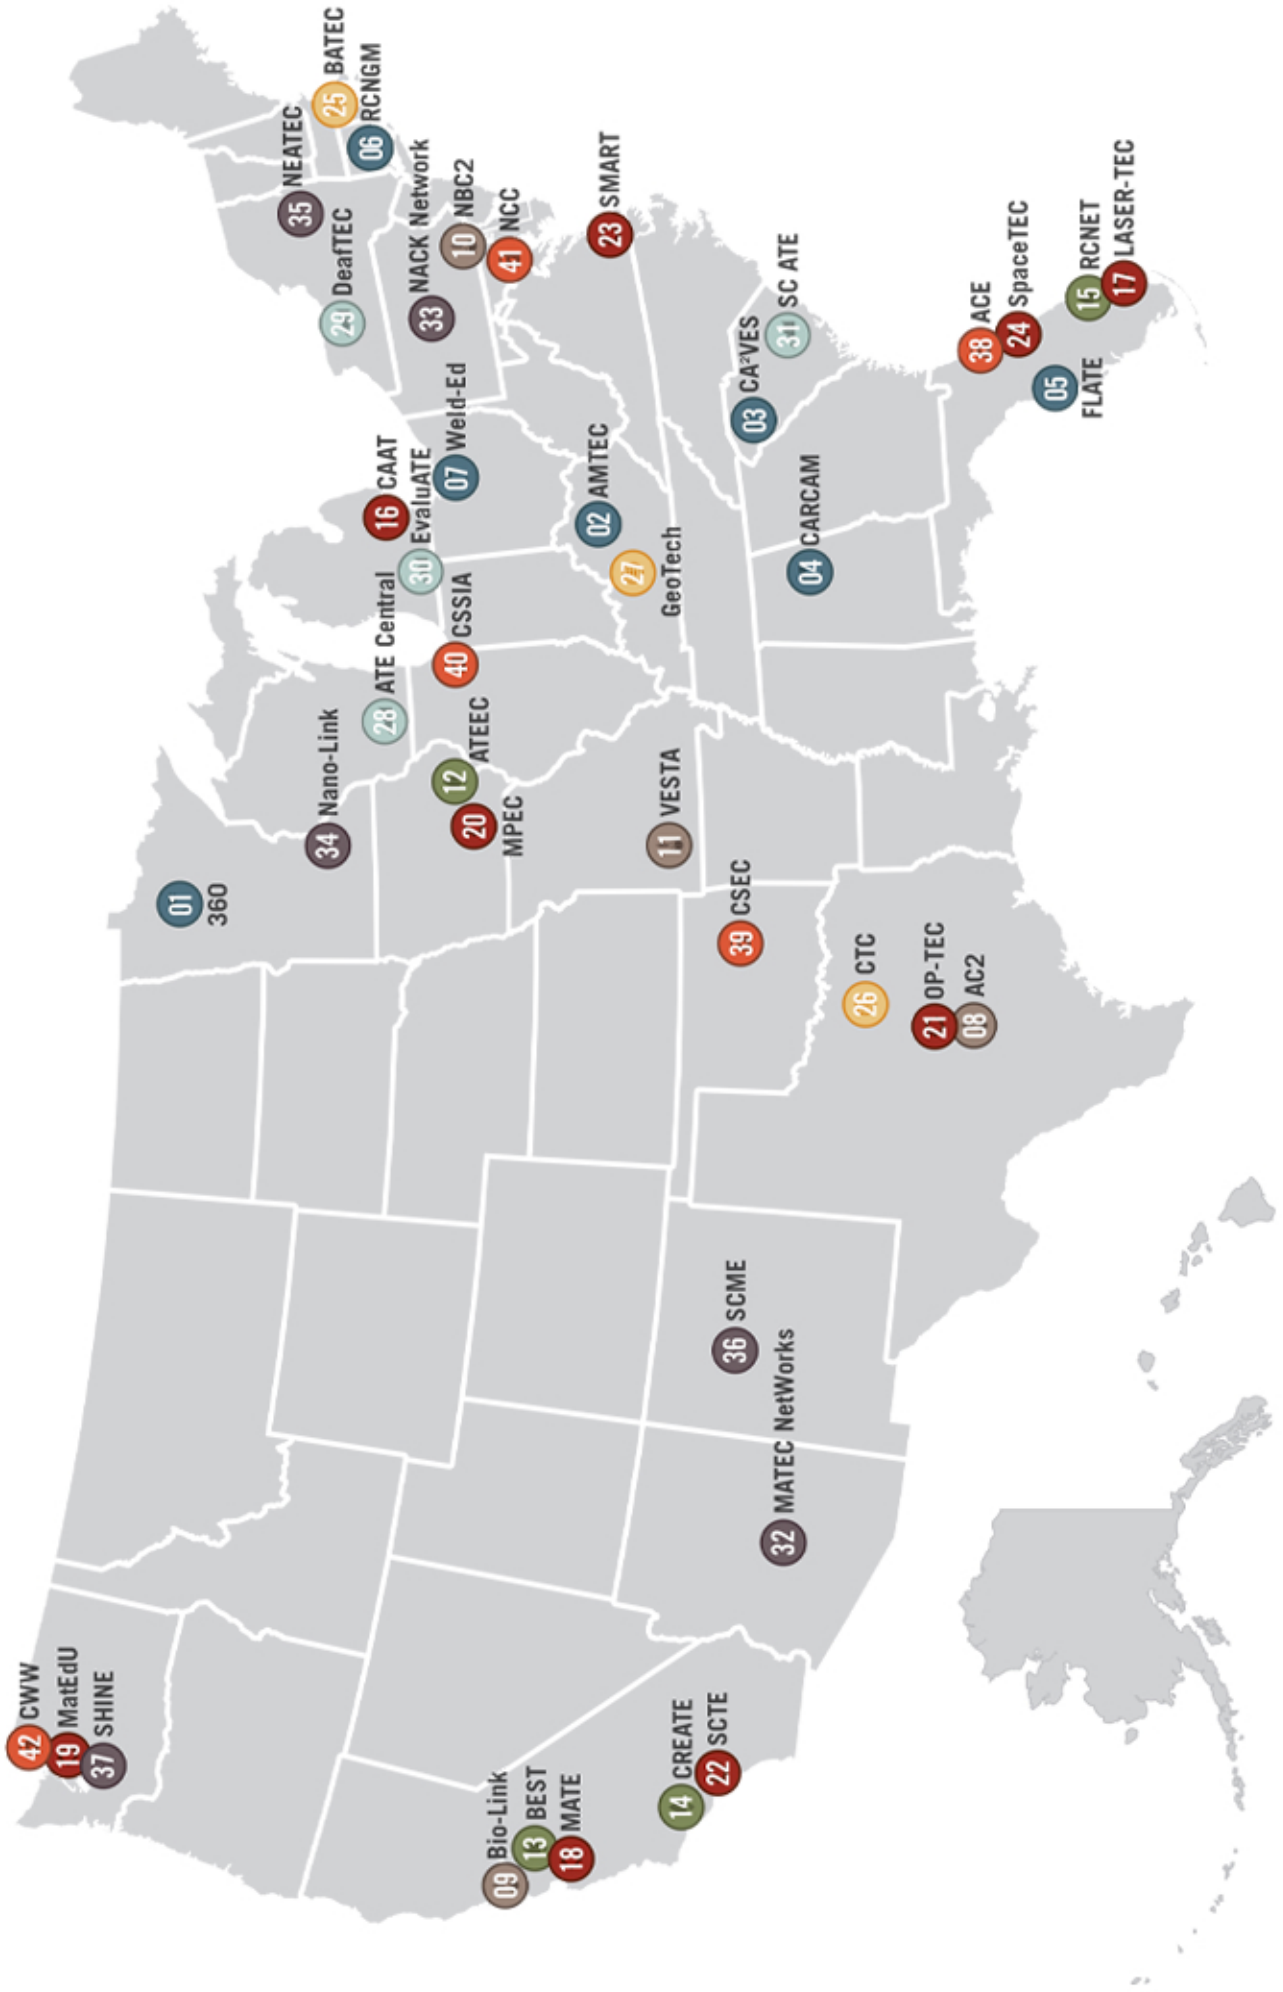 42 CWW
19 MatEdU
37 SHINE
09 Bio-Link
13 BEST
18 MATE
14 CREATE
22 SCTE
32 MATEC NetWorks
36 SCME
01
360
34 Nano-Link
28 ATE Central
12 ATEEC
20
MPEC
40 CSSIA
11 VESTA
39 CSEC
26 CTC
21 OP-TEC
08 AC2
16 CAAT
30 EvaluATE
07 Weld-Ed
02 AMTEC
27
GeoTech
04 CARCAM
03 CA²VES
31 SC ATE
35 NEATEC
25 BATEC
06 RCNGM
29 DeafTEC
33 NACK Network
10 NBC2
41 NCC
23 SMART
38 ACE
24 SpaceTEC
05
FLATE
15 RCNET
17 LASER-TEC